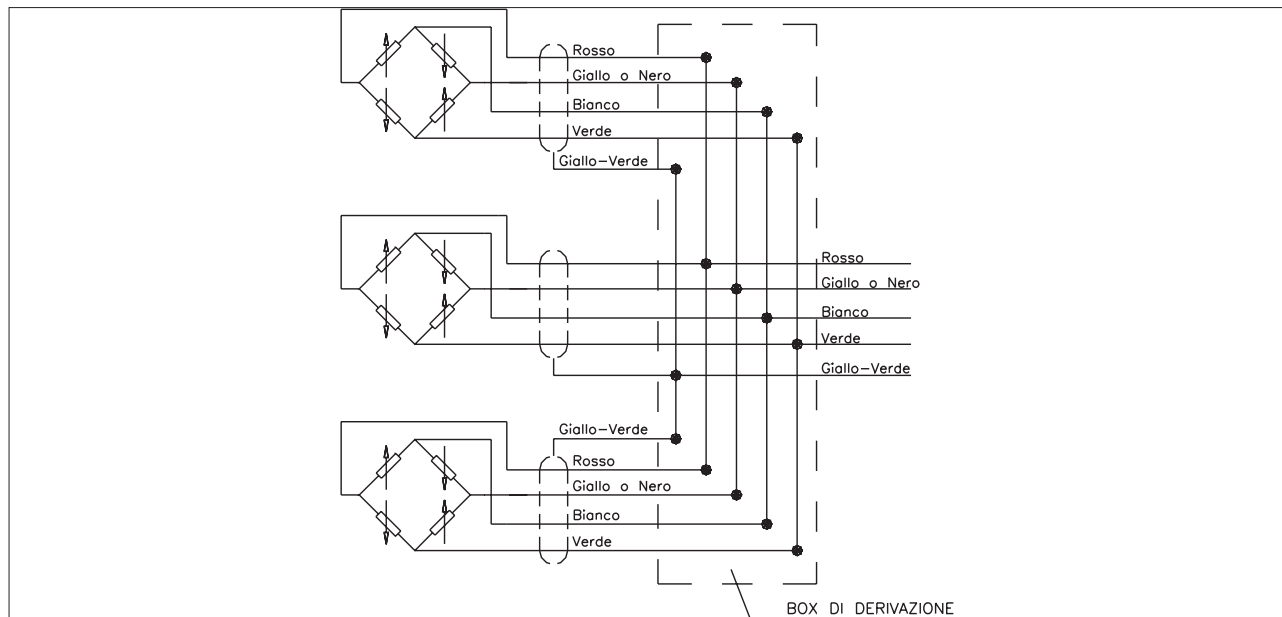 Rosso
Giallo o Nero
Bianco
Verde
Giallo-Verde
Rosso
Giallo o Nero
Bianco
Verde
Giallo-Verde
Giallo-Verde
Rosso
Giallo o Nero
Bianco
Verde
BOX DI DERIVAZIONE